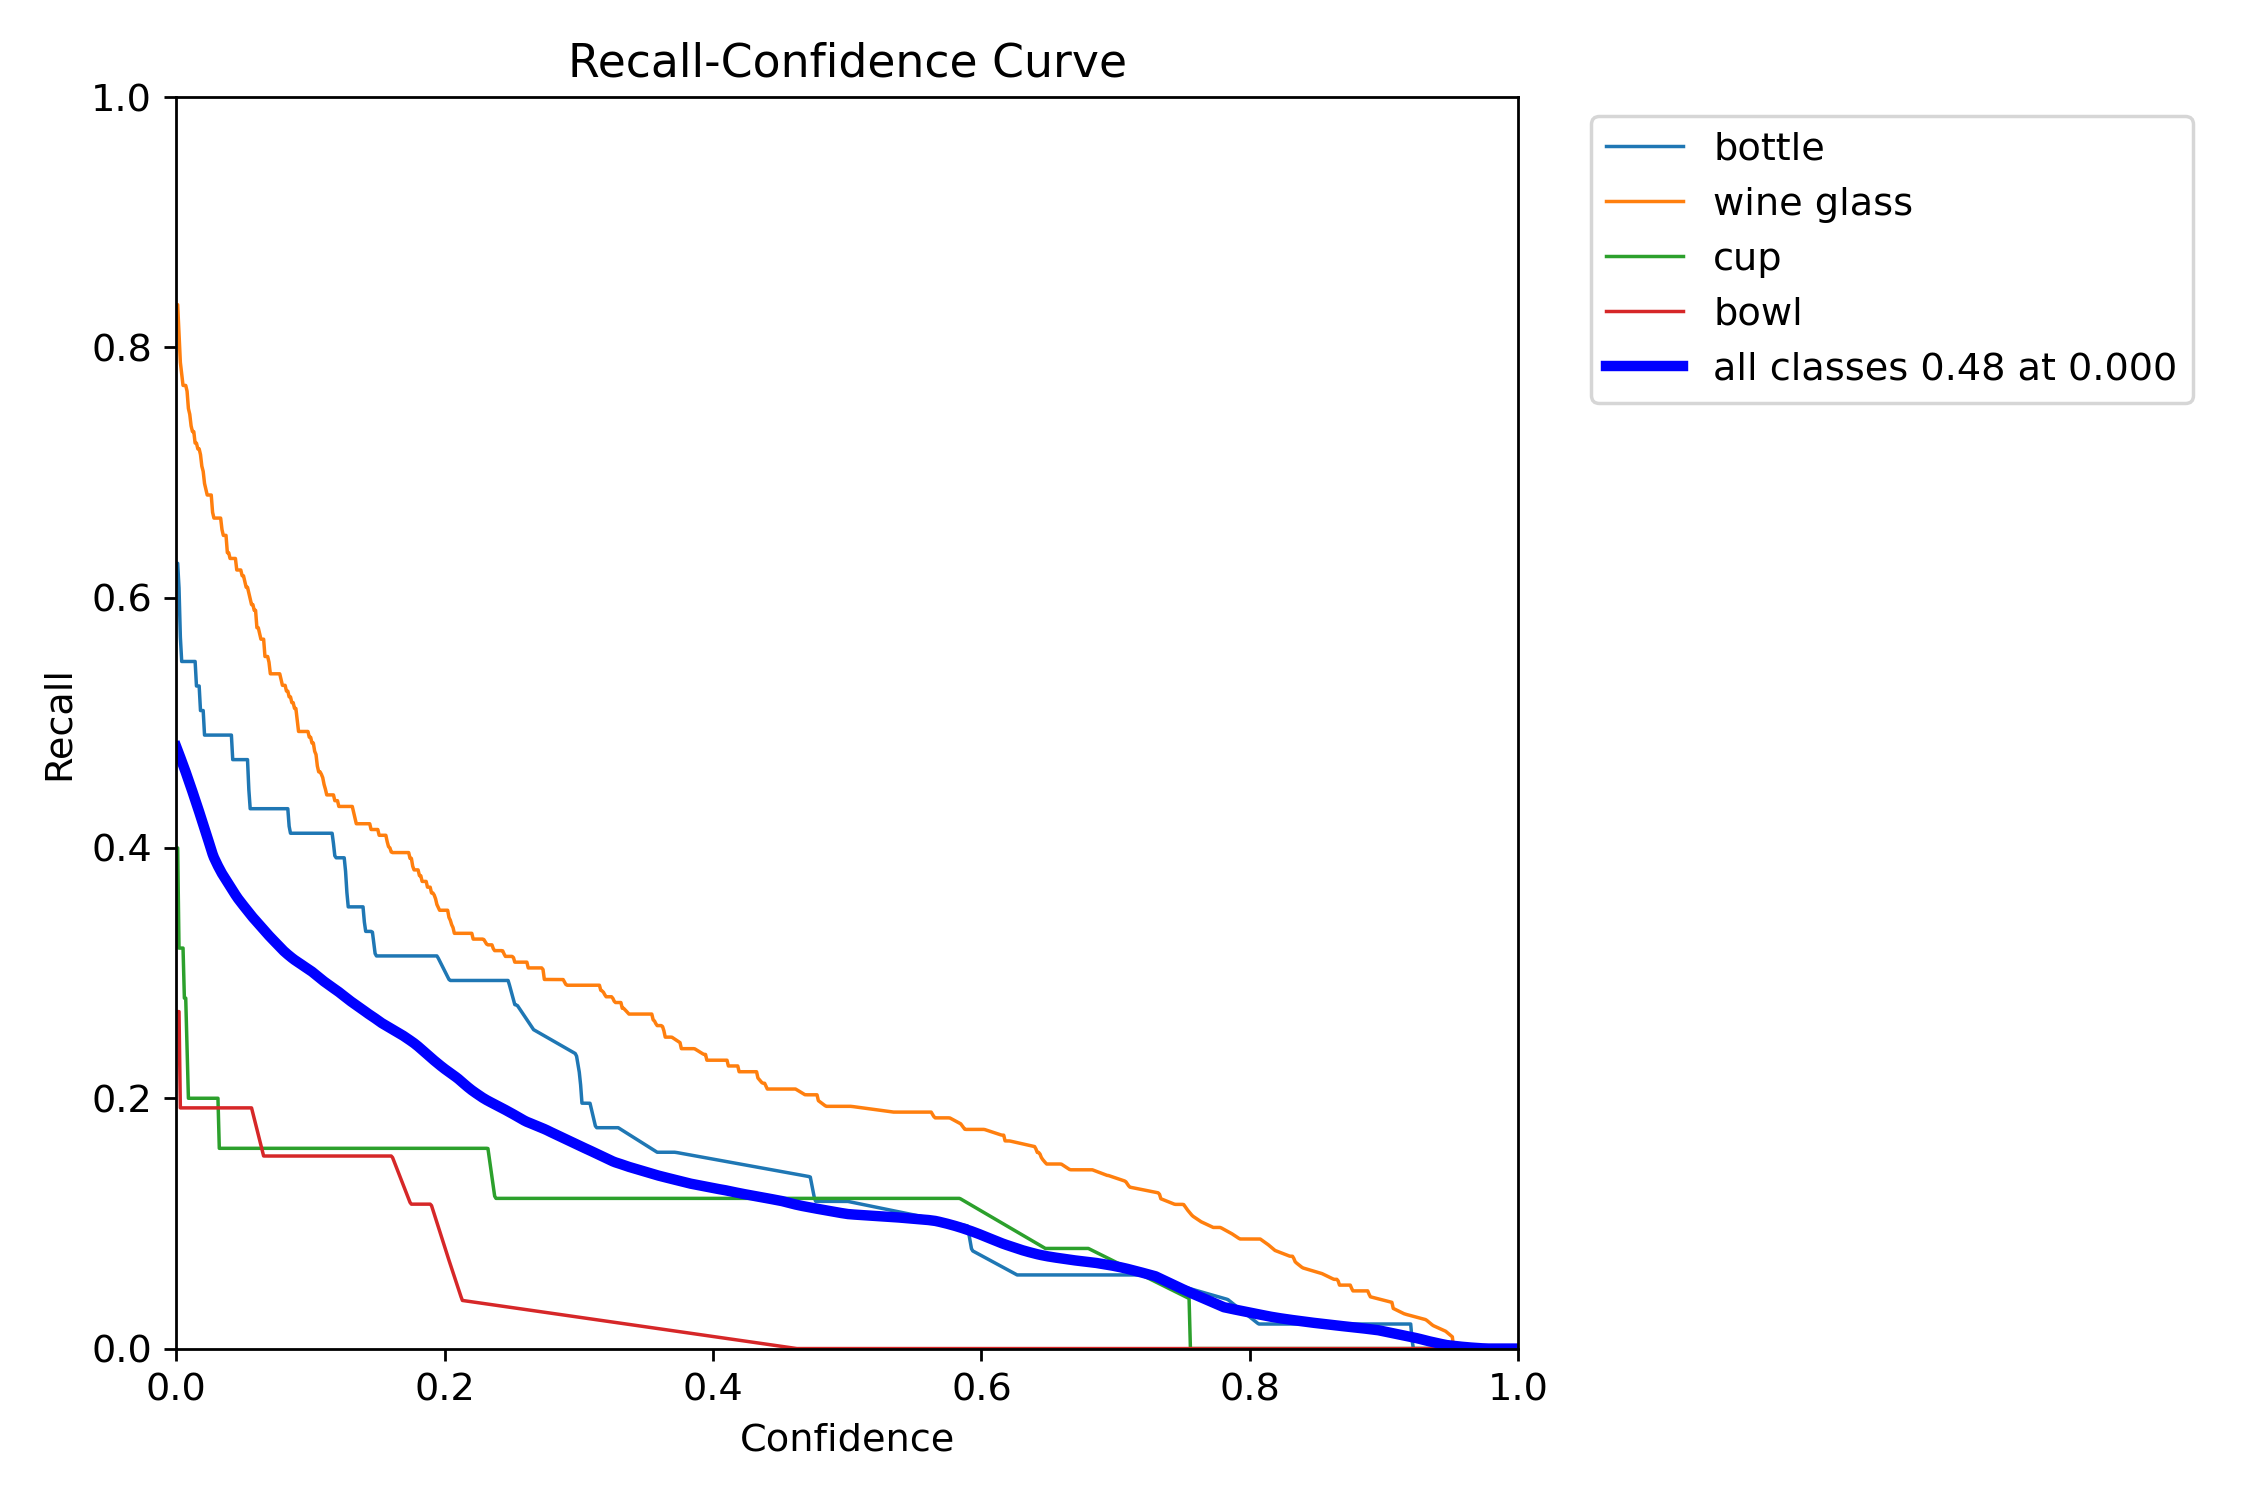 Recall-Confidence Curve
1.0
0.8
0.6
0.4
0.2
0.0
Recall
0.0 0.2 0.4 0.6 0.8 1.0
Confidence
bottle
wine glass
cup
bowl
all classes 0.48 at 0.000